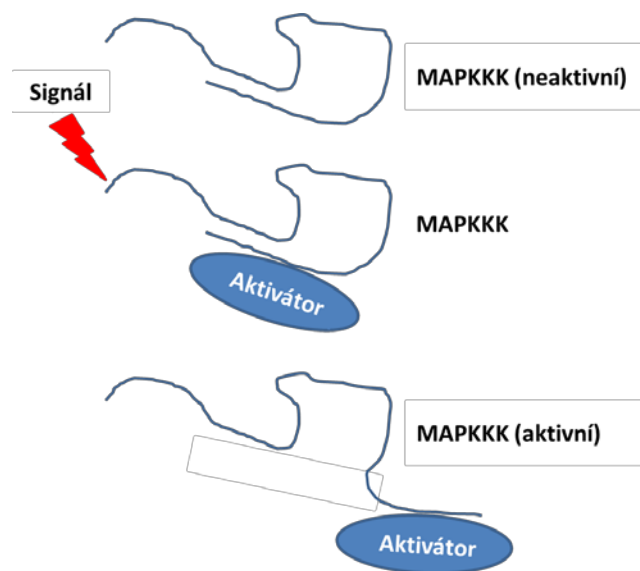 MAPKKK (neaktivní)
Signál
MAPKKK
Aktivátor
MAPKKK (aktivní)
Aktivátor